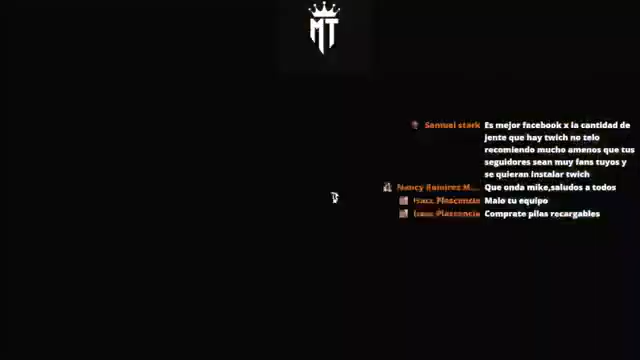 MT
Samuel stark Es mejor facebook x la cantidad de
jente que hay twich no telo
recomiendo mucho amenos que tus
seguidores sean muy fans tuyos y
se quieran instalar twich
Nancy Ramirez M... Que onda mike,saludos a todos
Isaac Plascencia Malo tu equipo
Isaac Plascencia Comprate pilas recargables